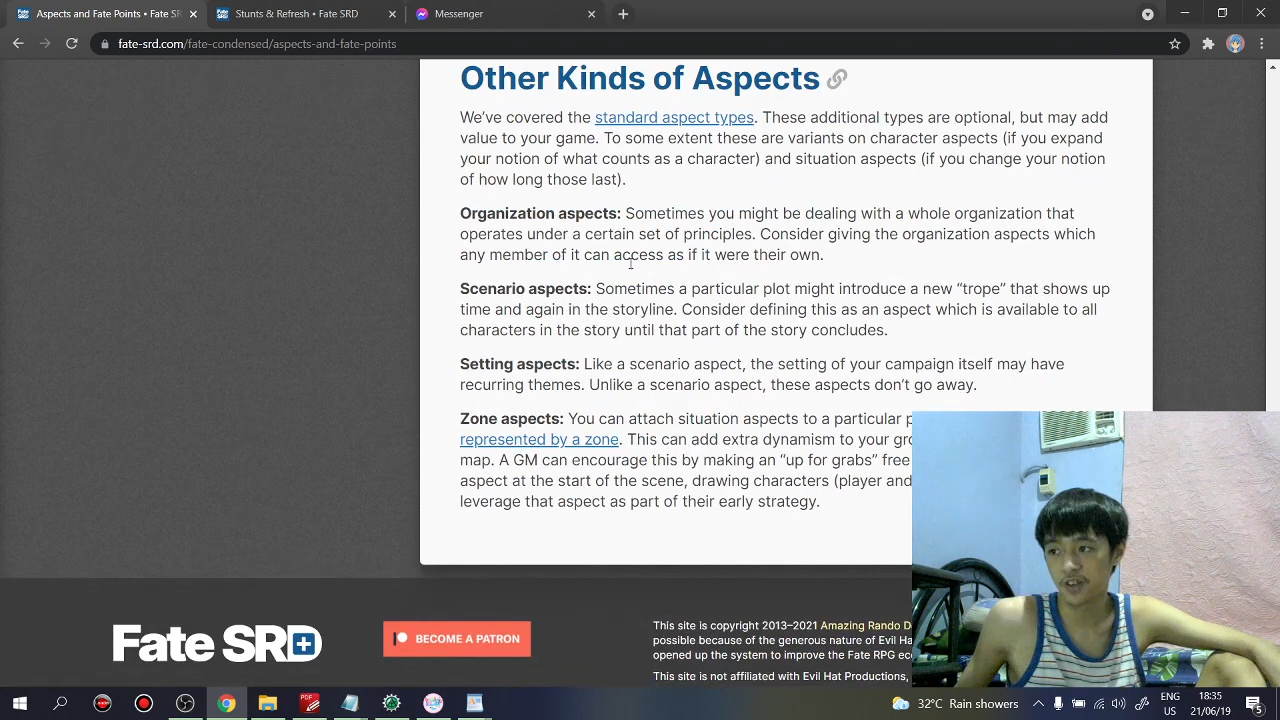 Aspects and Fate Points • SR
Stunts & Refresh • Fate SRD
Messenger
fate-srd.com/fate-condensed/aspects-and-fate-points
Other Kinds of Aspects
We’ve covered the standard aspect types. These additional types are optional, but may add
value to your game. To some extent these are variants on character aspects (if you expand
your notion of what counts as a character) and situation aspects (if you change your notion
of how long those last).
Organization aspects: Sometimes you might be dealing with a whole organization that
operates under a certain set of principles. Consider giving the organization aspects which
any member of it can access as if it were their own.
Scenario aspects: Sometimes a particular plot might introduce a new “trope” that shows up
time and again in the storyline. Consider defining this as an aspect which is available to all
characters in the story until that part of the story concludes.
Setting aspects: Like a scenario aspect, the setting of your campaign itself may have
recurring themes. Unlike a scenario aspect, these aspects don’t go away.
Zone aspects: You can attach situation aspects to a particular p
represented by a zone. This can add extra dynamism to your
map. A GM can encourage this by making an “up for grabs” free
aspect at the start of the scene, drawing characters (player and
leverage that aspect as part of their early strategy.
Fate SRD
BECOME A PATRON
This site is copyright 2013–2021 Amazing Rando D
possible because of the generous nature of Evil Ha
opened up the system to improve the Fate RPG ec
This site is not affiliated with Evil Hat Productions,
32°C Rain showers
ENG
US
18:35
21/06/19
5